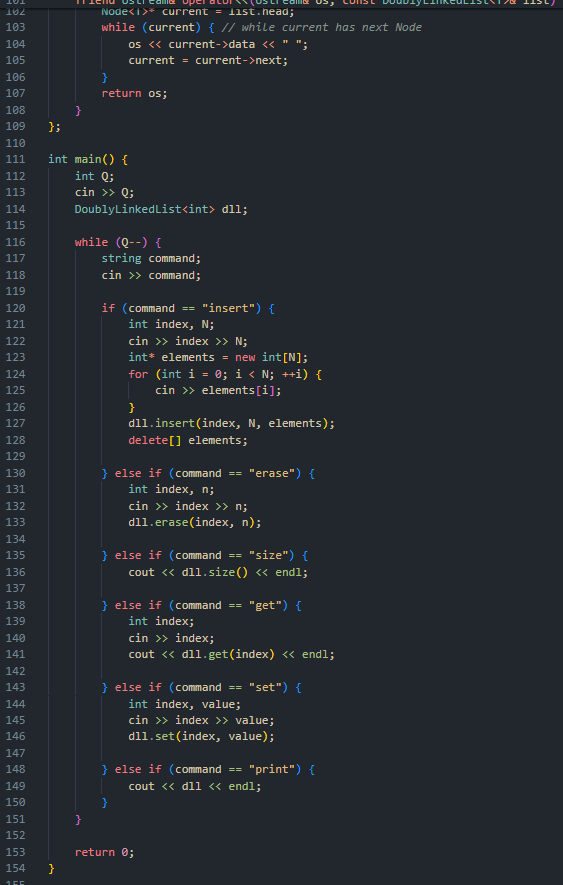 101 friend ostream& operator<<(ostream& os, const DoublyLinkedList<T>& list)
102 Node<T>* current = list.head;
103 while (current) { // while current has next Node
104 os << current->data << " ";
105 current = current->next;
106 }
107 return os;
108 }
109 };
110
111 int main() {
112 int Q;
113 cin >> Q;
114 DoublyLinkedList<int> dll;
115
116 while (Q--) {
117 string command;
118 cin >> command;
119
120 if (command == "insert") {
121 int index, N;
122 cin >> index >> N;
123 int* elements = new int[N];
124 for (int i = 0; i < N; ++i) {
125 cin >> elements[i];
126 }
127 dll.insert(index, N, elements);
128 delete[] elements;
129
130 } else if (command == "erase") {
131 int index, n;
132 cin >> index >> n;
133 dll.erase(index, n);
134
135 } else if (command == "size") {
136 cout << dll.size() << endl;
137
138 } else if (command == "get") {
139 int index;
140 cin >> index;
141 cout << dll.get(index) << endl;
142
143 } else if (command == "set") {
144 int index, value;
145 cin >> index >> value;
146 dll.set(index, value);
147
148 } else if (command == "print") {
149 cout << dll << endl;
150 }
151 }
152
153 return 0;
154 }
155